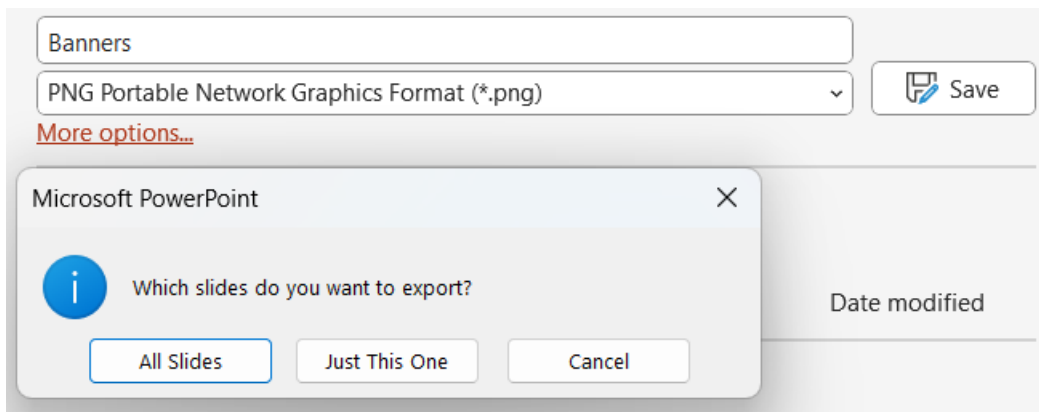 Banners
PNG Portable Network Graphics Format (*.png)
Save
More options...
Microsoft PowerPoint
Which slides do you want to export?
Date modified
All Slides
Just This One
Cancel